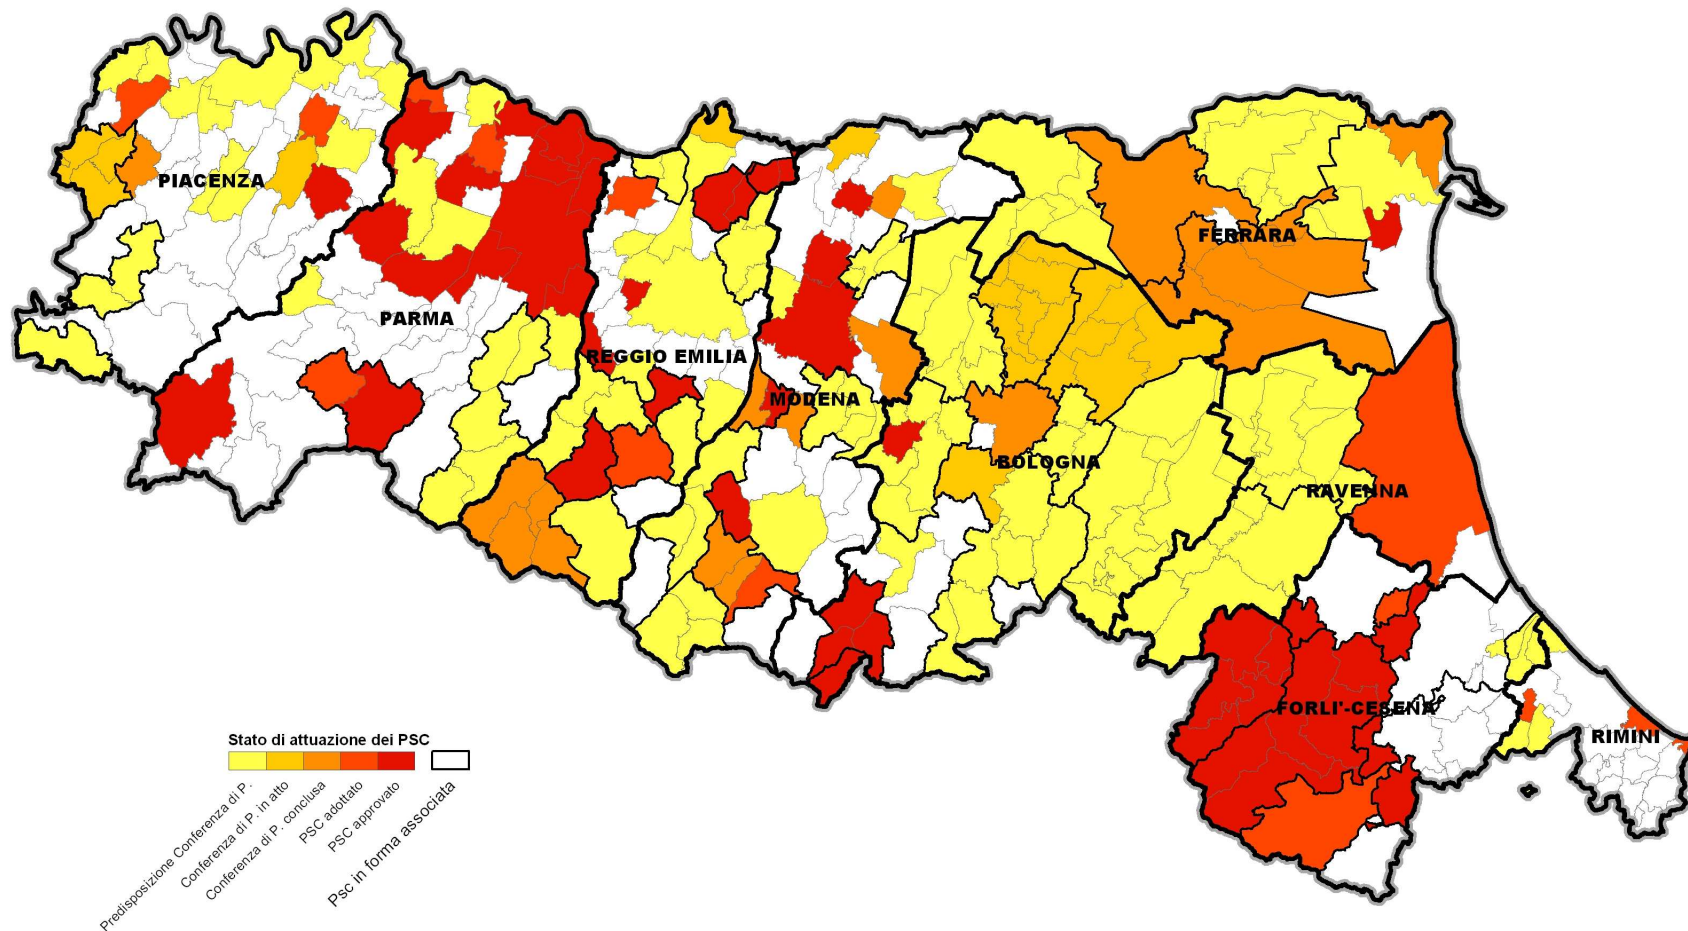 PIACENZA
PARMA
REGGIO EMILIA
MODENA
FERRARA
BOLOGNA
RAVENNA
FORLI'-CESENA
RIMINI
Stato di attuazione dei PSC
Predisposizione Conferenza di P.
Conferenza di P. in atto
Conferenza di P. conclusa
PSC adottato
PSC approvato
Psc in forma associata